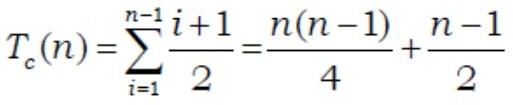 T_c(n) = \sum_{i=1}^{n-1} \frac{i+1}{2} = \frac{n(n-1)}{4} + \frac{n-1}{2}